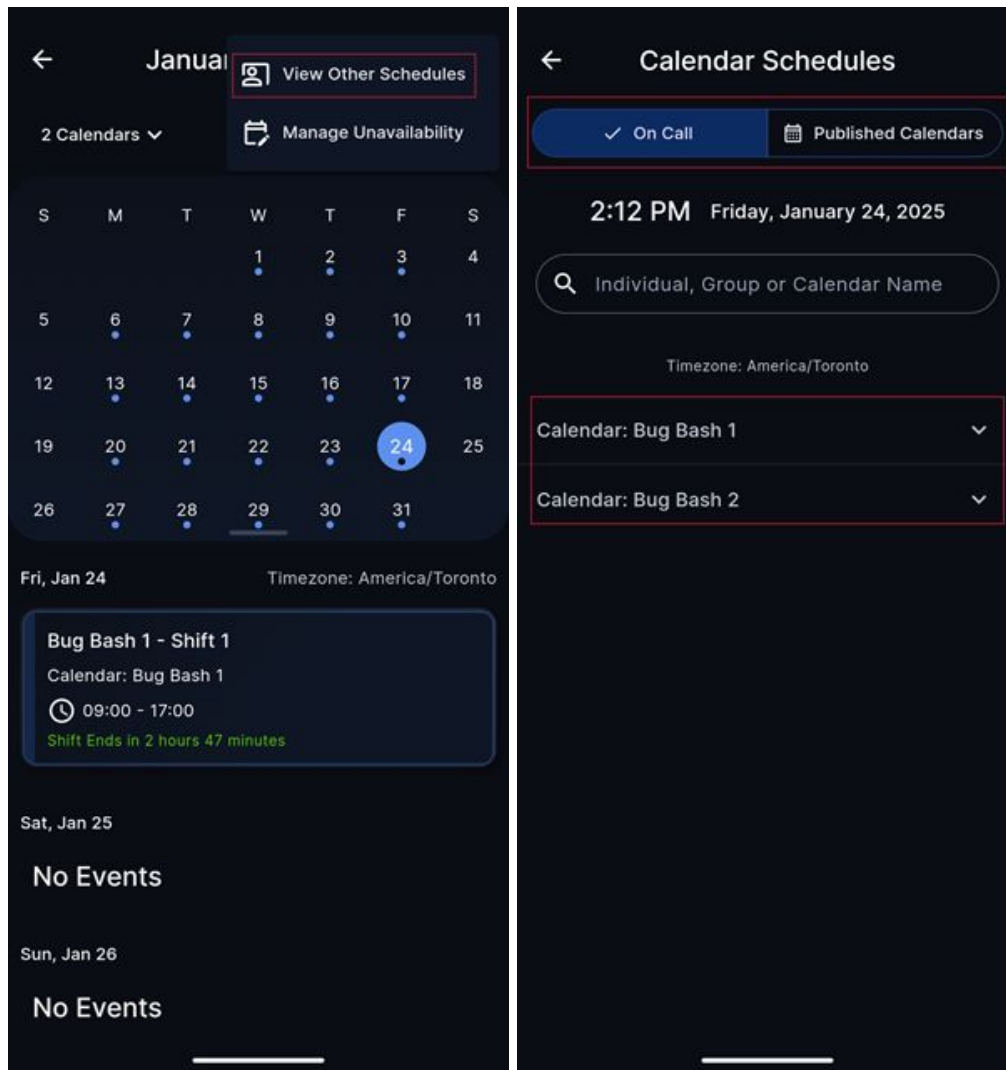 Januar
View Other Schedules
2 Calendars
Manage Unavailability
S M T W T F S
1 2 3 4
5 6 7 8 9 10 11
12 13 14 15 16 17 18
19 20 21 22 23 24 25
26 27 28 29 30 31
Fri, Jan 24 Timezone: America/Toronto
Bug Bash 1 - Shift 1
Calendar: Bug Bash 1
09:00 - 17:00
Shift Ends in 2 hours 47 minutes
Sat, Jan 25
No Events
Sun, Jan 26
No Events
Calendar Schedules
On Call Published Calendars
2:12 PM Friday, January 24, 2025
Individual, Group or Calendar Name
Timezone: America/Toronto
Calendar: Bug Bash 1
Calendar: Bug Bash 2